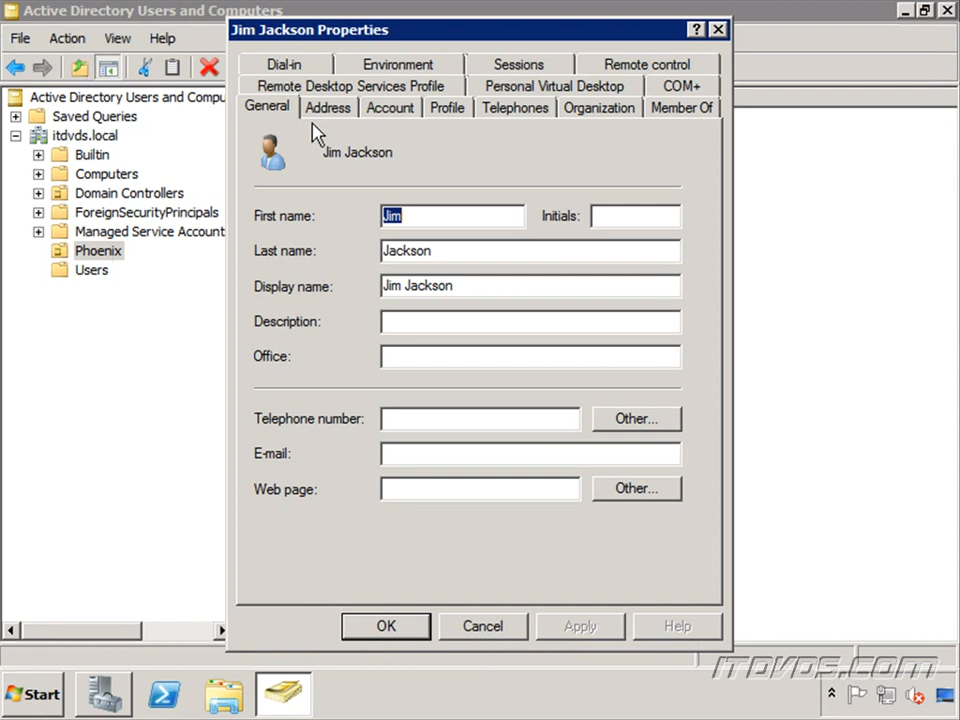 Active Directory Users and Computers
File Action View Help
Active Directory Users and Compu
Saved Queries
itdvds.local
Builtin
Computers
Domain Controllers
ForeignSecurityPrincipals
Managed Service Account
Phoenix
Users
Jim Jackson Properties
Dial-in Environment Sessions Remote control
Remote Desktop Services Profile Personal Virtual Desktop COM+
General Address Account Profile Telephones Organization Member Of
Jim Jackson
First name: Jim Initials:
Last name: Jackson
Display name: Jim Jackson
Description:
Office:
Telephone number: Other...
E-mail:
Web page: Other...
OK Cancel Apply Help
ITDVDS.COM
Start